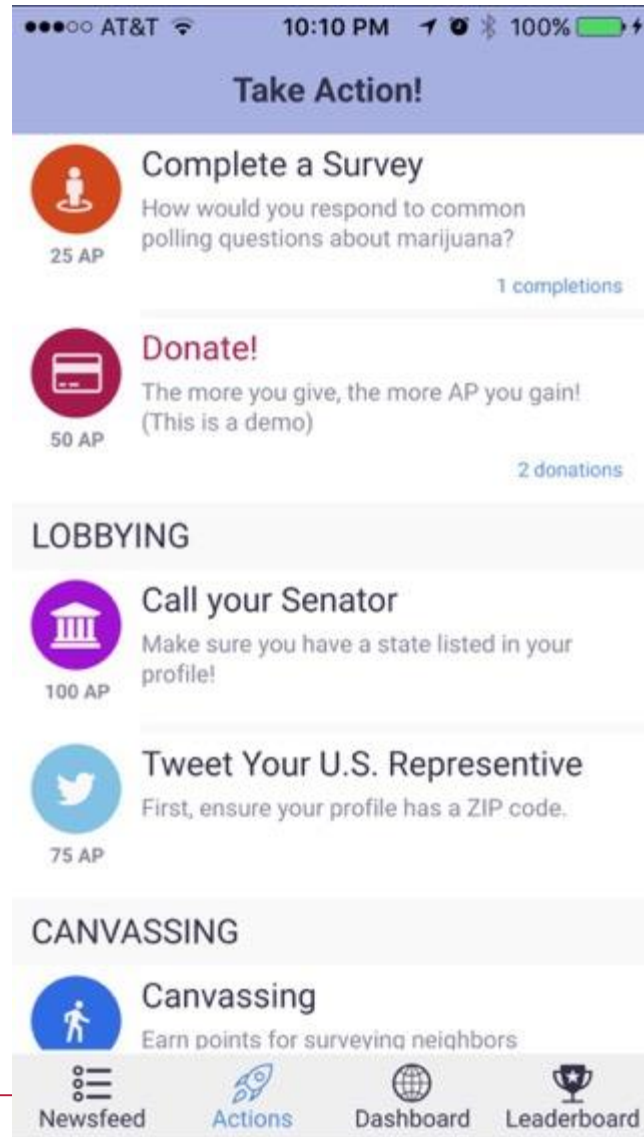 AT&T 10:10 PM 100%
Take Action!
Complete a Survey
How would you respond to common
polling questions about marijuana?
25 AP
1 completions
Donate!
The more you give, the more AP you gain!
(This is a demo)
50 AP
2 donations
LOBBYING
Call your Senator
Make sure you have a state listed in your
profile!
100 AP
Tweet Your U.S. Representive
First, ensure your profile has a ZIP code.
75 AP
CANVASSING
Canvassing
Earn points for surveying neighbors
Newsfeed Actions Dashboard Leaderboard